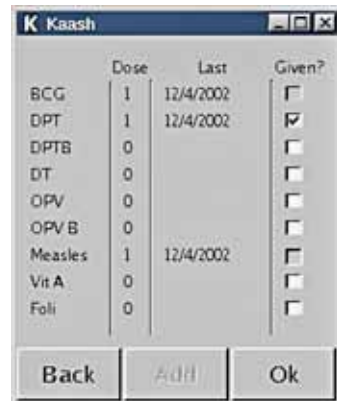 K Kaash
Dose Last Given?
BCG 1 12/4/2002
DPT 1 12/4/2002
DPTB 0
DT 0
OPV 0
OPV B 0
Measles 1 12/4/2002
Vit A 0
Foli 0
Back Add Ok